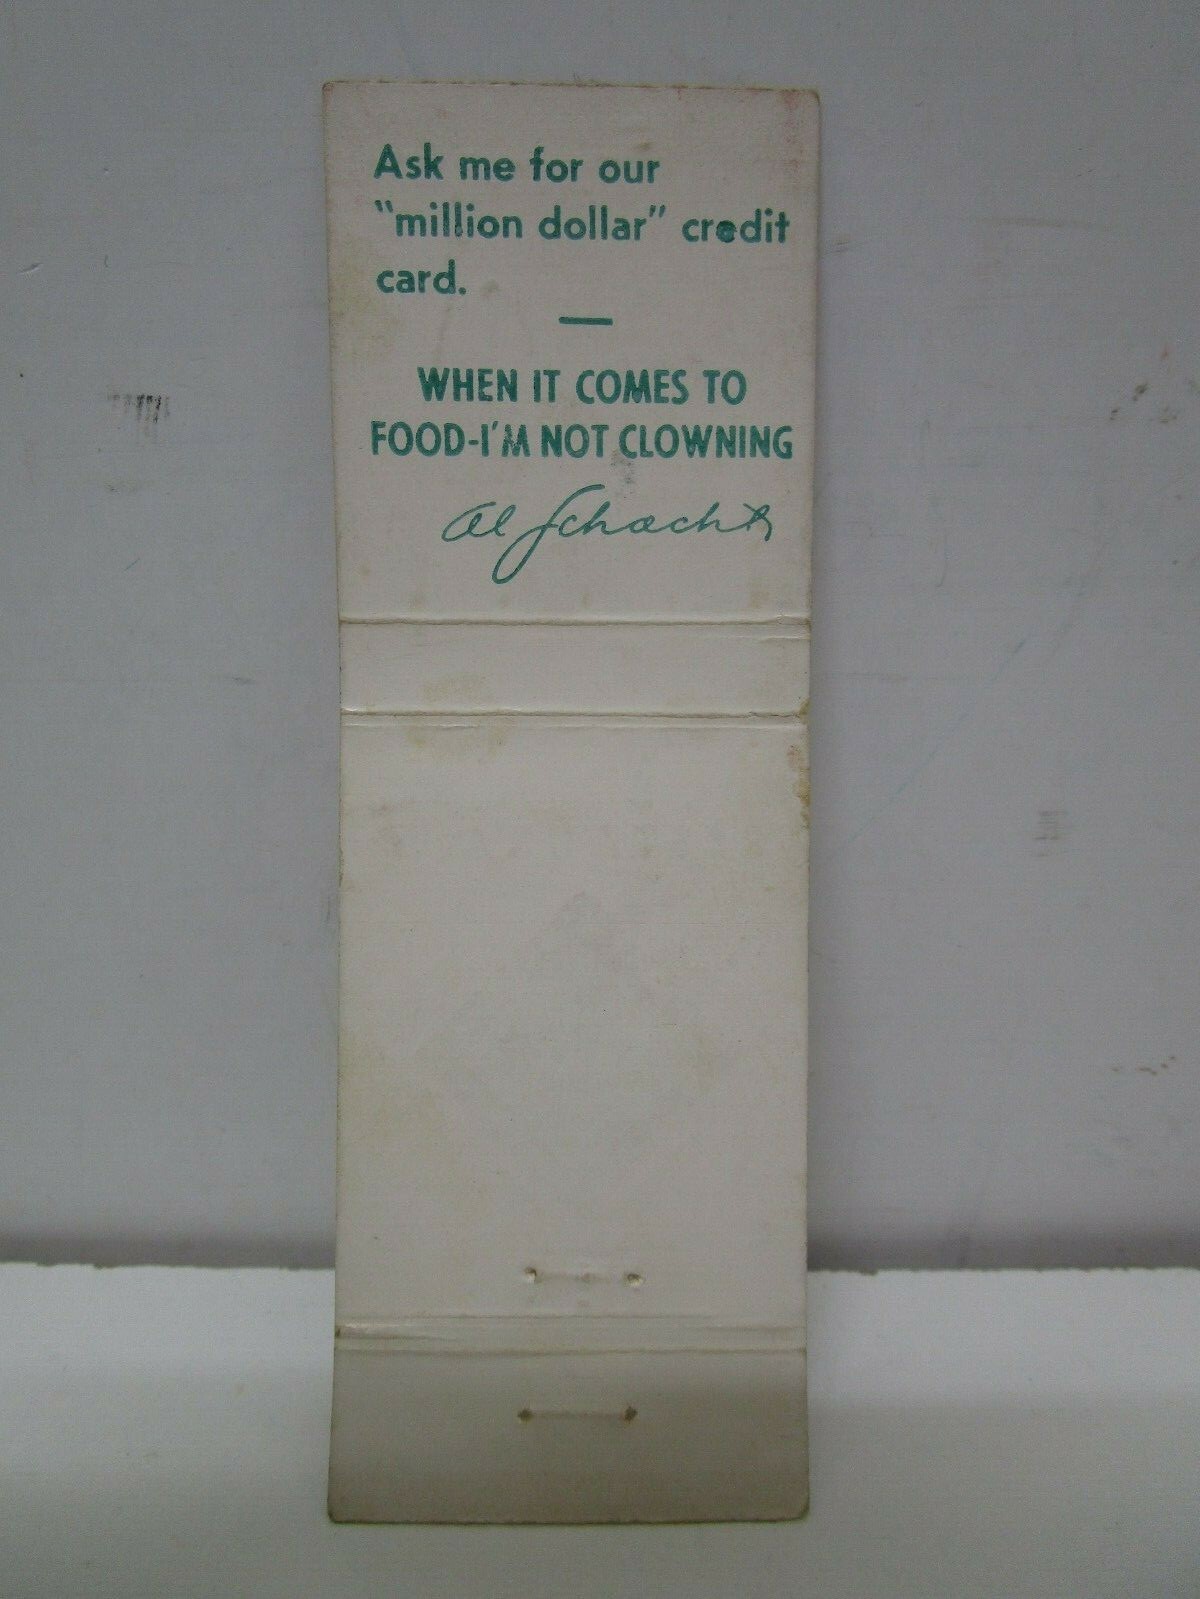 Ask me for our
"million dollar" credit
card.
WHEN IT COMES TO
FOOD-I'M NOT CLOWNING
Al Schacht